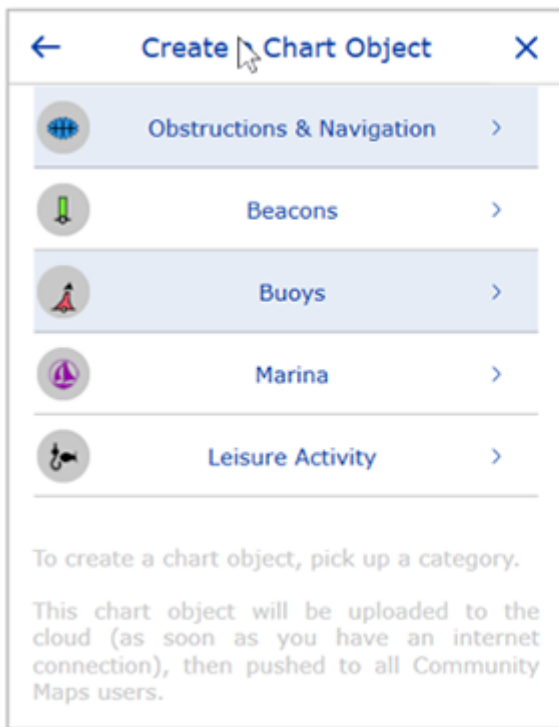 Create Chart Object
Obstructions & Navigation
Beacons
Buoys
Marina
Leisure Activity
To create a chart object, pick up a category.
This chart object will be uploaded to the
cloud (as soon as you have an internet
connection), then pushed to all Community
Maps users.